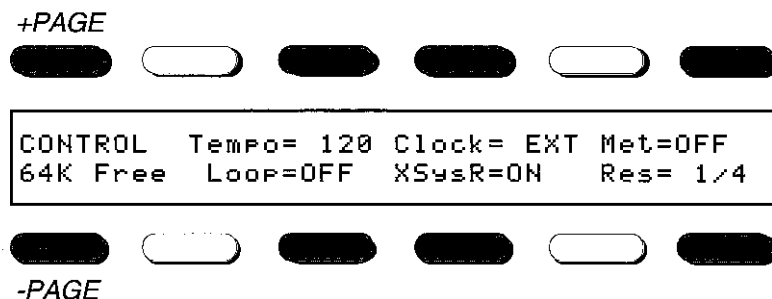 +PAGE
CONTROL Tempo= 120 Clock= EXT Met=OFF
64K Free Loop=OFF XSysR=ON Res= 1/4
-PAGE